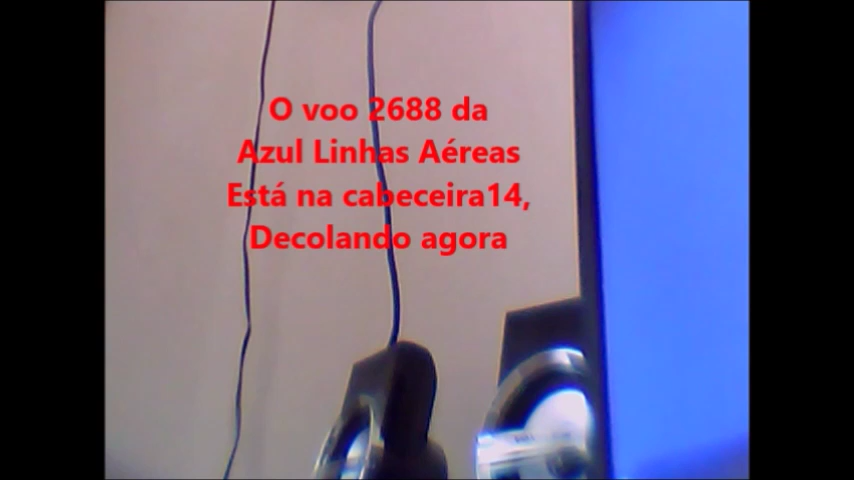 O voo 2688 da
Azul Linhas Aéreas
Está na cabeceira14,
Decolando agora